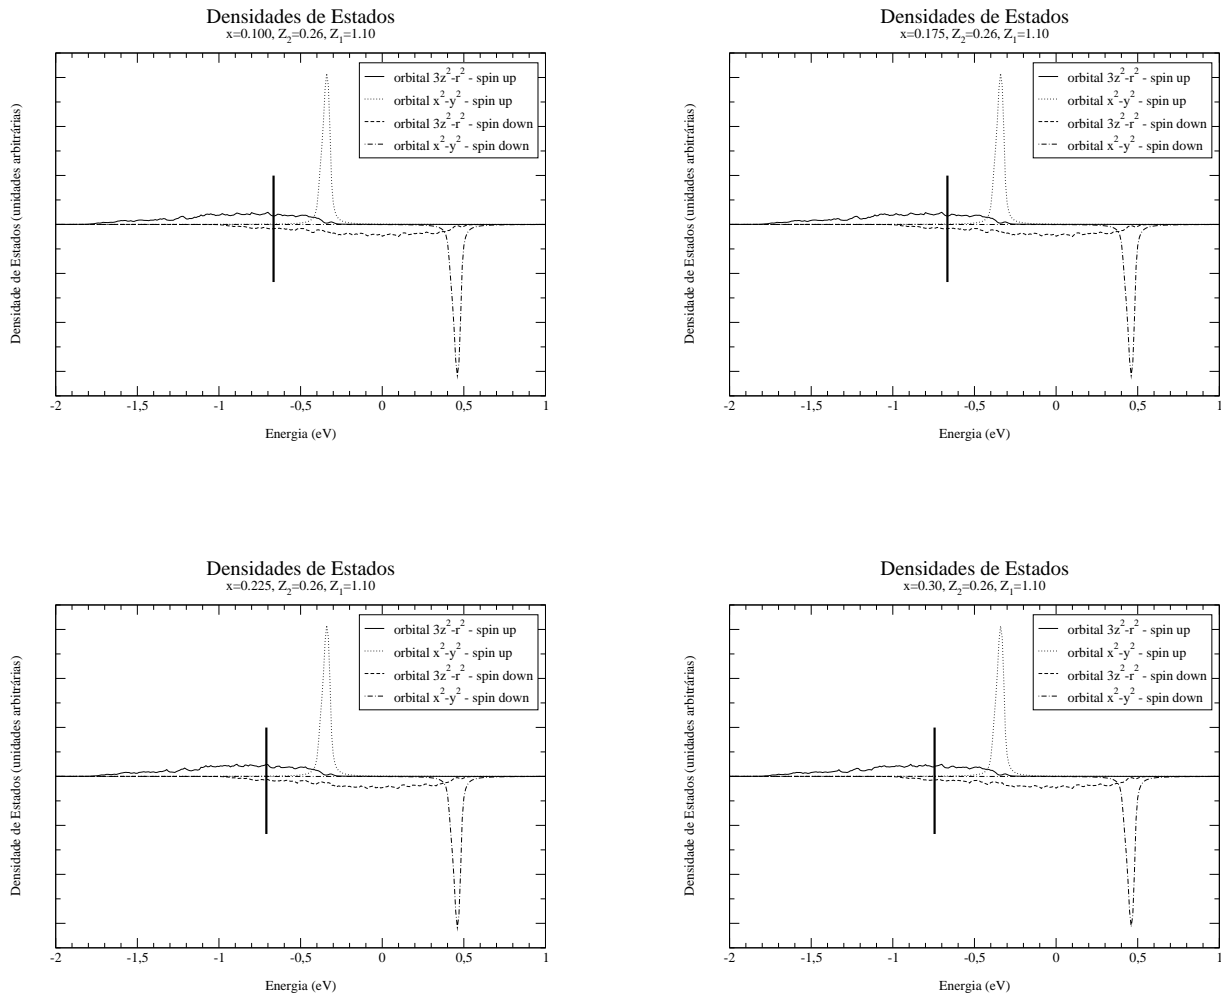 Densidades de Estados
x=0.100, Z2=0.26, Z1=1.10
Densidade de Estados (unidades arbitrárias)
orbital 3z2-r2 - spin up
orbital x2-y2 - spin up
orbital 3z2-r2 - spin down
orbital x2-y2 - spin down
-2 -1,5 -1 -0,5 0 0,5 1
Energia (eV)
Densidades de Estados
x=0.175, Z2=0.26, Z1=1.10
Densidade de Estados (unidades arbitrárias)
orbital 3z2-r2 - spin up
orbital x2-y2 - spin up
orbital 3z2-r2 - spin down
orbital x2-y2 - spin down
-2 -1,5 -1 -0,5 0 0,5 1
Energia (eV)
Densidades de Estados
x=0.225, Z2=0.26, Z1=1.10
Densidade de Estados (unidades arbitrárias)
orbital 3z2-r2 - spin up
orbital x2-y2 - spin up
orbital 3z2-r2 - spin down
orbital x2-y2 - spin down
-2 -1,5 -1 -0,5 0 0,5 1
Energia (eV)
Densidades de Estados
x=0.30, Z2=0.26, Z1=1.10
Densidade de Estados (unidades arbitrárias)
orbital 3z2-r2 - spin up
orbital x2-y2 - spin up
orbital 3z2-r2 - spin down
orbital x2-y2 - spin down
-2 -1,5 -1 -0,5 0 0,5 1
Energia (eV)